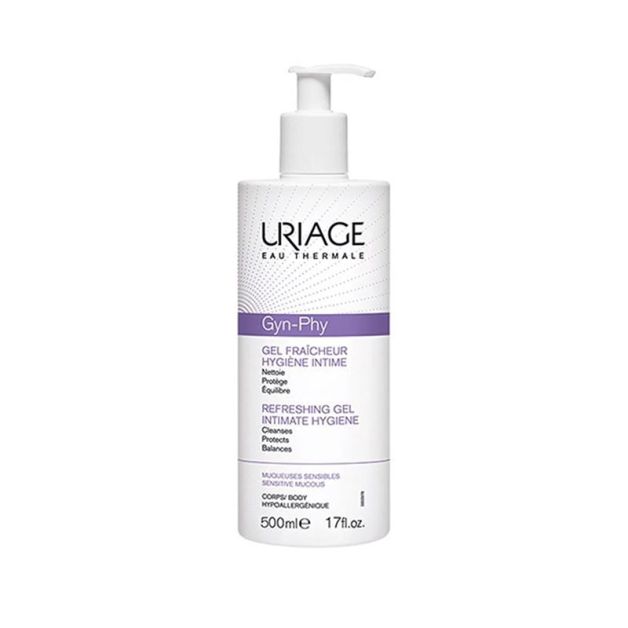 URIAGE
EAU THERMALE
Gyn-Phy
GEL FRAÎCHEUR
HYGIÈNE INTIME
Nettoie
Protège
Équilibre
REFRESHING GEL
INTIMATE HYGIENE
Cleanses
Protects
Balances
MUQUEUSES SENSIBLES
SENSITIVE MUCOUS
CORPS/ BODY
HYPOALLERGÉNIQUE
500ml℮ 17fl.oz.